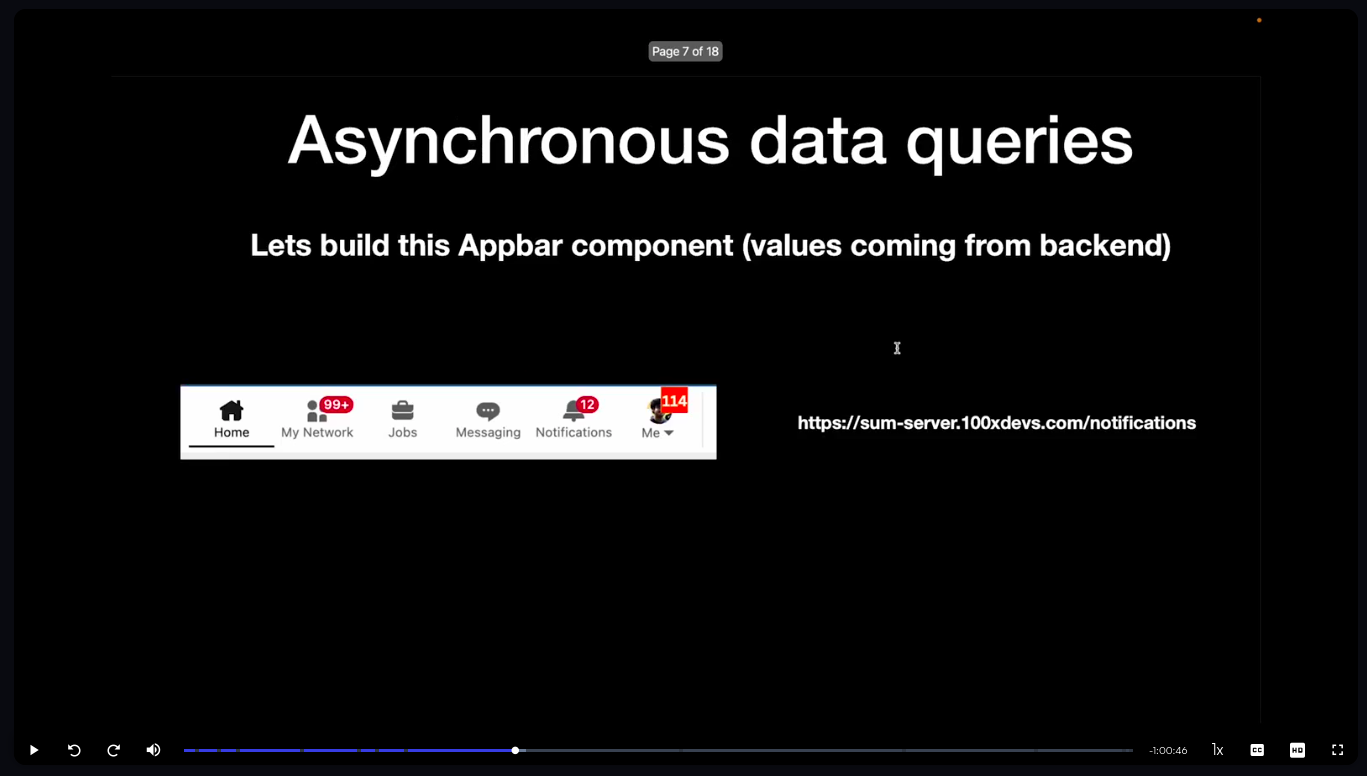 Page 7 of 18
Asynchronous data queries
Lets build this Appbar component (values coming from backend)
99+ 12 114
Home My Network Jobs Messaging Notifications Me
https://sum-server.100xdevs.com/notifications
-1:00:46 1x CC HD